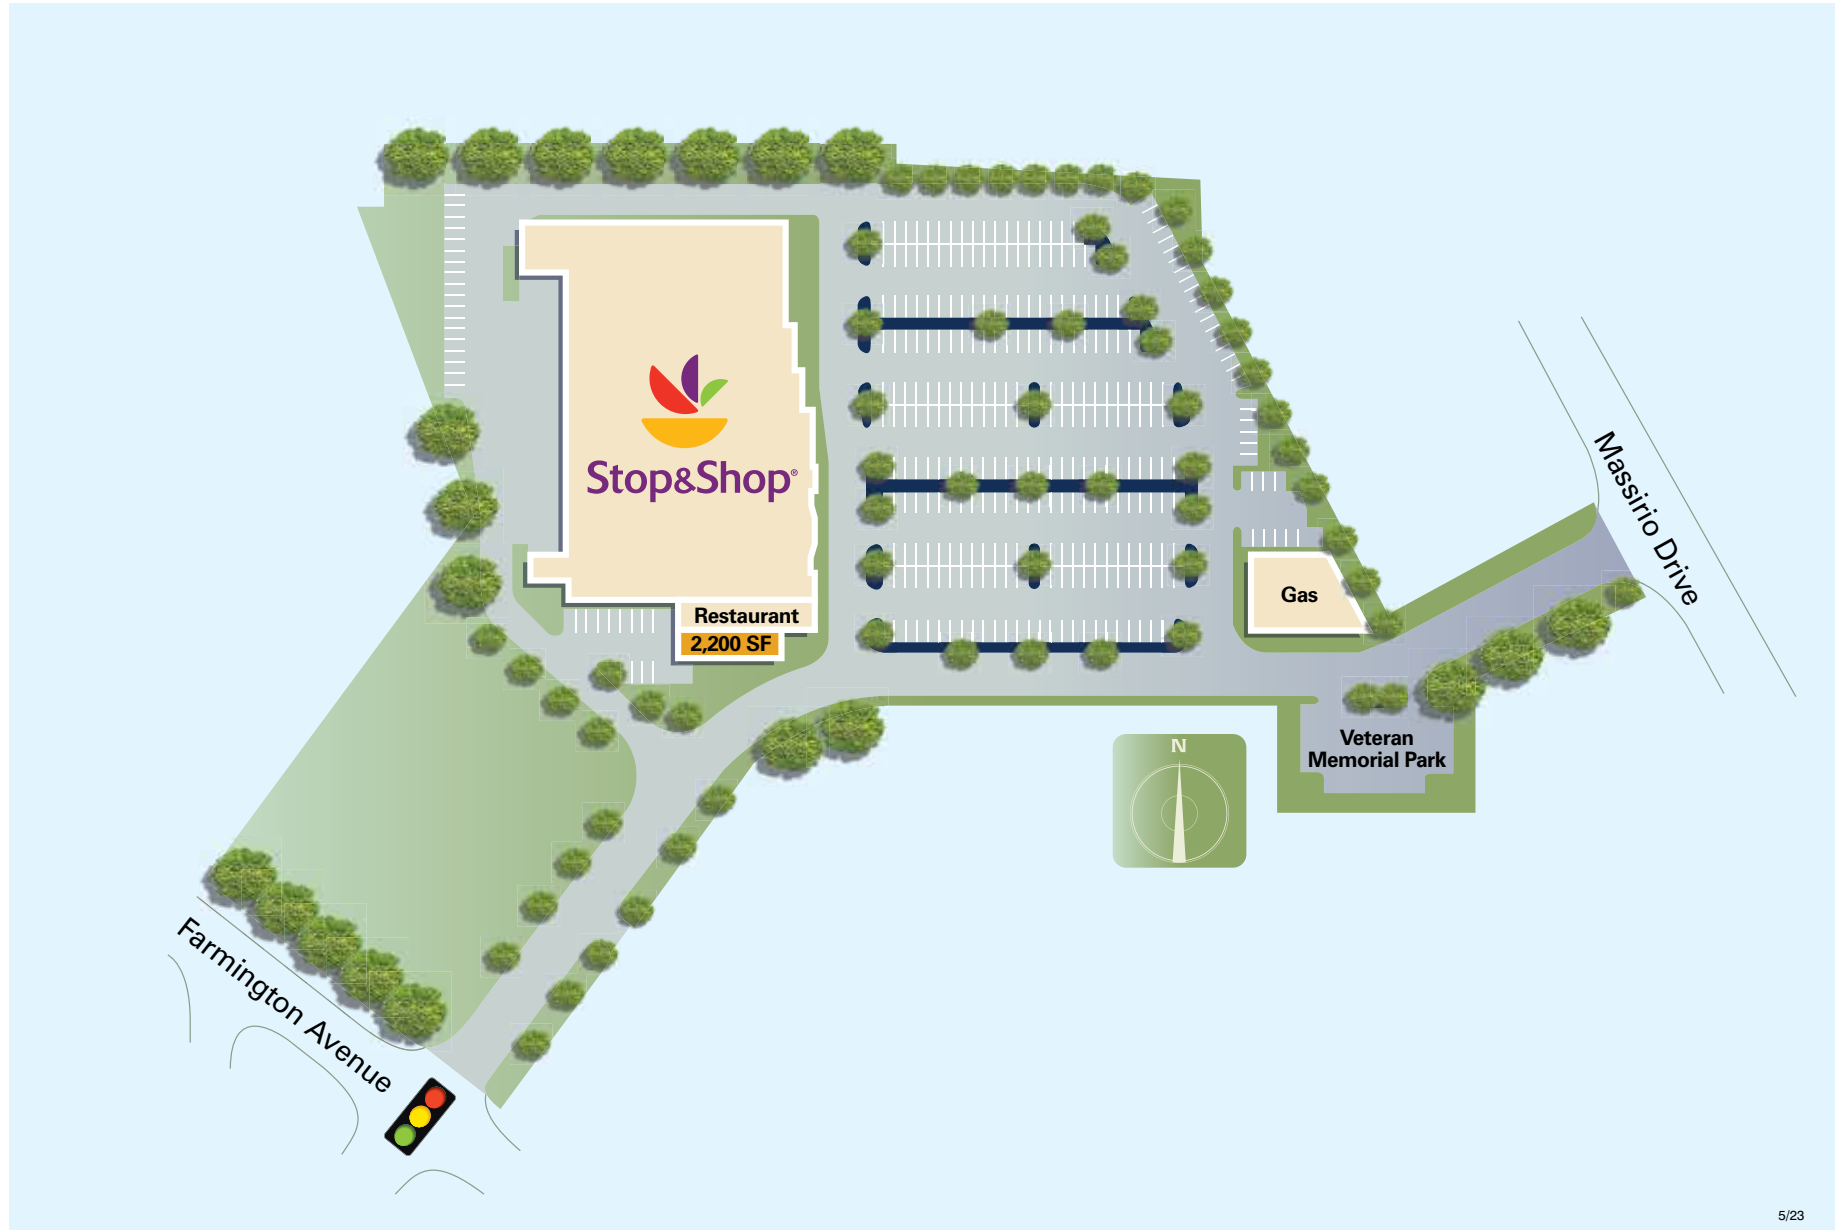 Stop&Shop®
Restaurant
2,200 SF
Gas
Massirio Drive
N
Veteran
Memorial Park
Farmington Avenue
5/23